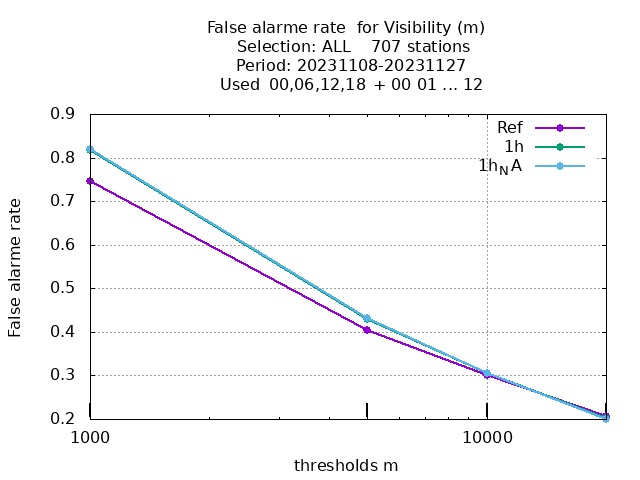 False alarme rate  for Visibility (m)
Selection: ALL    707 stations
Period: 20231108-20231127
Used  00,06,12,18  + 00 01 ... 12
0.9
0.8
0.7
0.6
0.5
0.4
0.3
0.2
False alarme rate
Ref
1h
1hNA
1000
10000
thresholds m